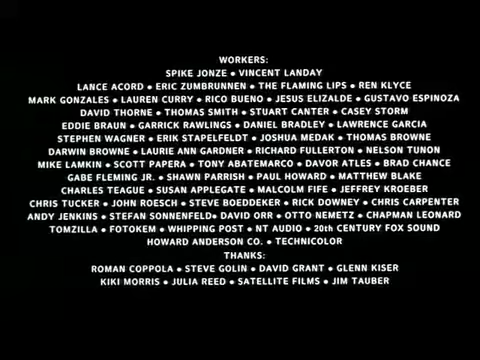 WORKERS:
SPIKE JONZE ● VINCENT LANDAY
LANCE ACORD ● ERIC ZUMBRUNNEN ● THE FLAMING LIPS ● REN KLYCE
MARK GONZALES ● LAUREN CURRY ● RICO BUENO ● JESUS ELIZALDE ● GUSTAVO ESPINOZA
DAVID THORNE ● THOMAS SMITH ● STUART CANTER ● CASEY STORM
EDDIE BRAUN ● GARRICK RAWLINGS ● DANIEL BRADLEY ● LAWRENCE GARCIA
STEPHEN WAGNER ● ERIK STAPELFELDT ● JOSHUA MEDAK ● THOMAS BROWNE
DARWIN BROWNE ● LAURIE ANN GARDNER ● RICHARD FULLERTON ● NELSON TUNON
MIKE LAMKIN ● SCOTT PAPERA ● TONY ABATEMARCO ● DAVOR ATLES ● BRAD CHANCE
GABE FLEMING JR. ● SHAWN PARRISH ● PAUL HOWARD ● MATTHEW BLAKE
CHARLES TEAGUE ● SUSAN APPLEGATE ● MALCOLM FIFE ● JEFFREY KROEBER
CHRIS TUCKER ● JOHN ROESCH ● STEVE BOEDDEKER ● RICK DOWNEY ● CHRIS CARPENTER
ANDY JENKINS ● STEFAN SONNENFELD● DAVID ORR ● OTTO NEMETZ ● CHAPMAN LEONARD
TOMZILLA ● FOTOKEM ● WHIPPING POST ● NT AUDIO ● 20th CENTURY FOX SOUND
HOWARD ANDERSON CO. ● TECHNICOLOR
THANKS:
ROMAN COPPOLA ● STEVE GOLIN ● DAVID GRANT ● GLENN KISER
KIKI MORRIS ● JULIA REED ● SATELLITE FILMS ● JIM TAUBER